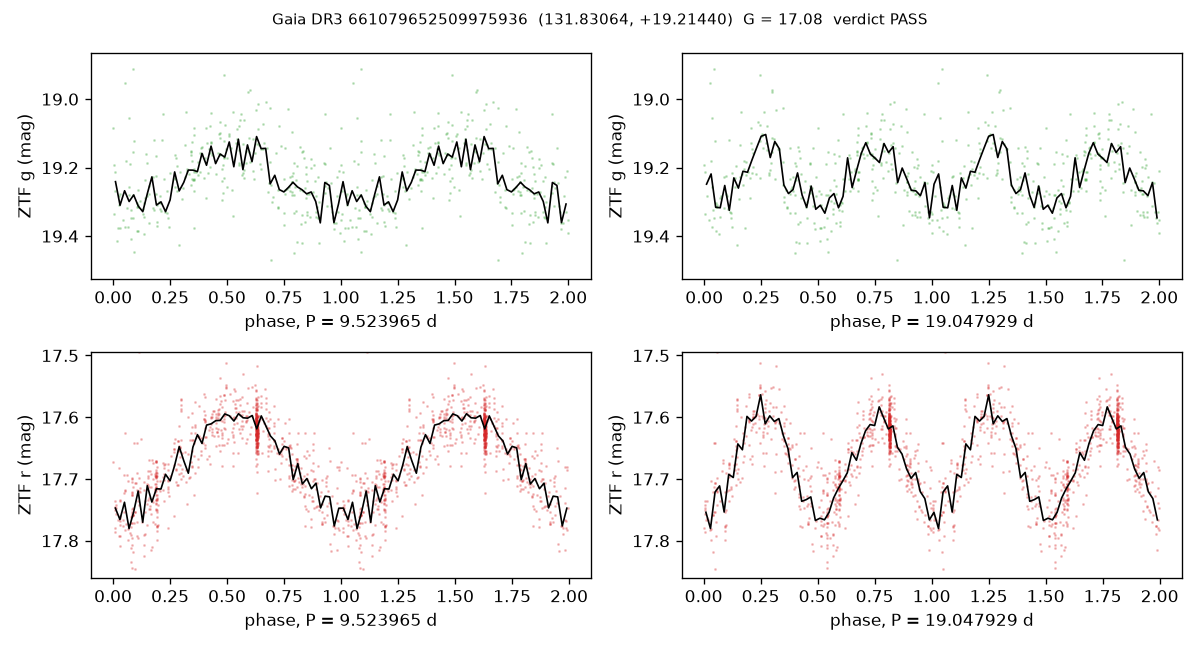 Gaia DR3 661079652509975936 (131.83064, +19.21440) G = 17.08 verdict PASS
ZTF g (mag)
19.0
19.2
19.4
0.00 0.25 0.50 0.75 1.00 1.25 1.50 1.75 2.00
phase, P = 9.523965 d
ZTF g (mag)
19.0
19.2
19.4
0.00 0.25 0.50 0.75 1.00 1.25 1.50 1.75 2.00
phase, P = 19.047929 d
ZTF r (mag)
17.5
17.6
17.7
17.8
0.00 0.25 0.50 0.75 1.00 1.25 1.50 1.75 2.00
phase, P = 9.523965 d
ZTF r (mag)
17.5
17.6
17.7
17.8
0.00 0.25 0.50 0.75 1.00 1.25 1.50 1.75 2.00
phase, P = 19.047929 d